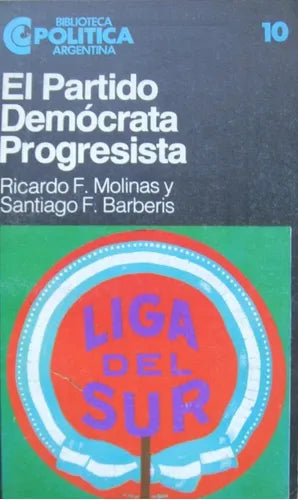 BIBLIOTECA
POLITICA
ARGENTINA
10
El Partido
Demócrata
Progresista
Ricardo F. Molinas y
Santiago F. Barberis
LIGA
DEL
SUR